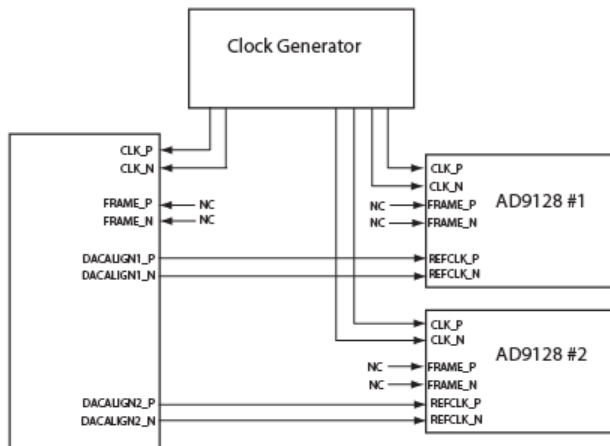 Clock Generator
CLK_P
CLK_N
FRAME_P NC
FRAME_N NC
DACALIGN1_P
DACALIGN1_N
DACALIGN2_P
DACALIGN2_N
CLK_P
CLK_N
NC FRAME_P
NC FRAME_N
REFCLK_P
REFCLK_N
AD9128 #1
CLK_P
CLK_N
NC FRAME_P
NC FRAME_N
REFCLK_P
REFCLK_N
AD9128 #2